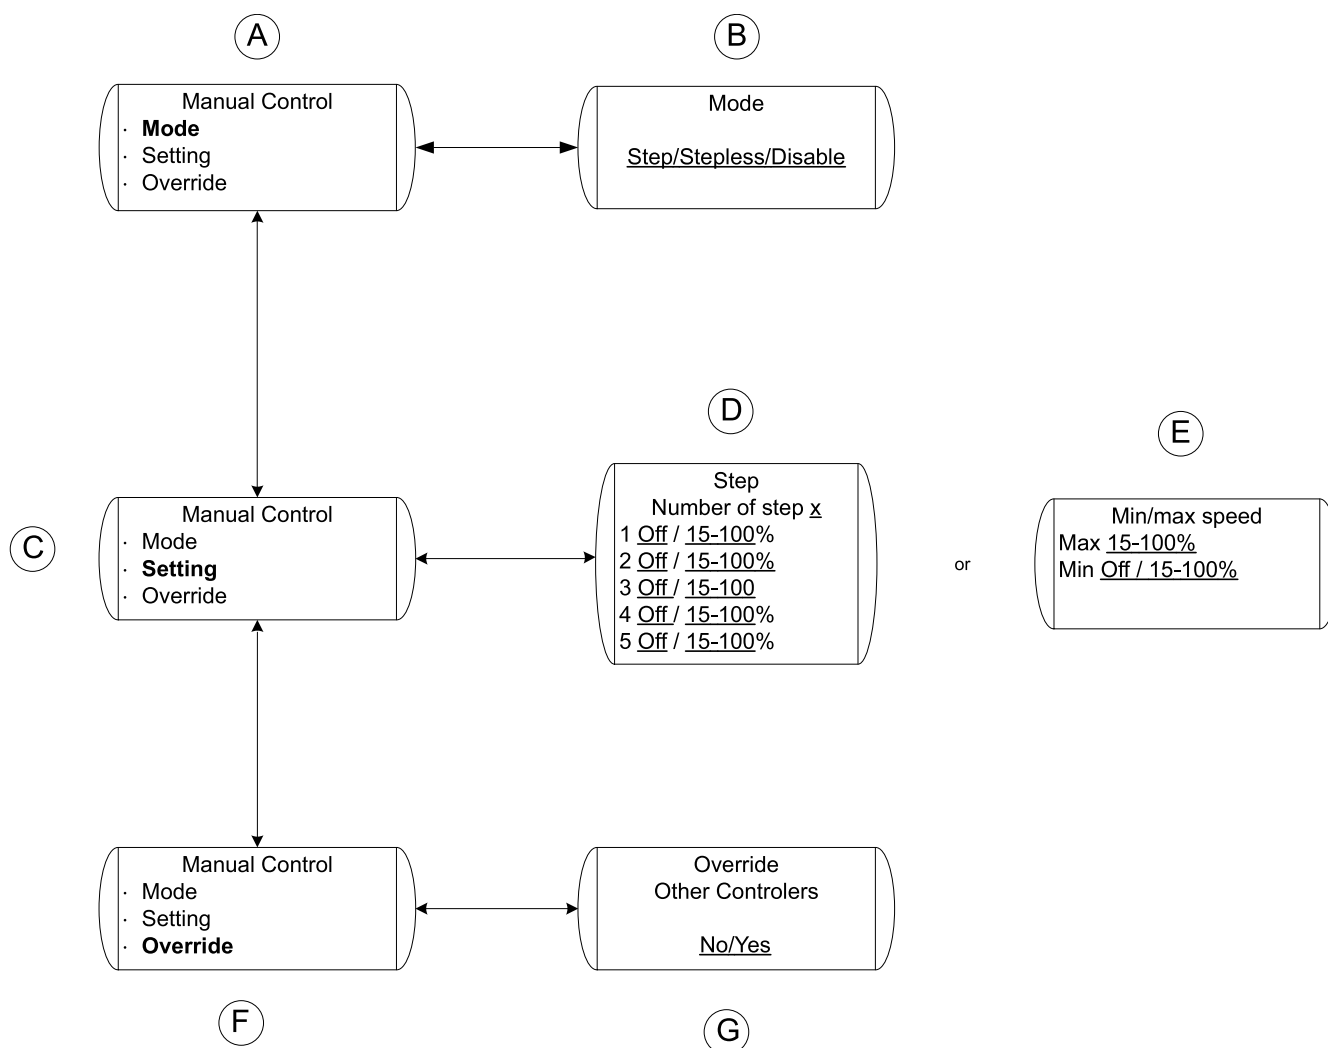 A
B
Manual Control
· Mode
· Setting
· Override
Mode
Step/Stepless/Disable
D
E
C
Manual Control
· Mode
· Setting
· Override
Step
Number of step x
1 Off / 15-100%
2 Off / 15-100%
3 Off / 15-100
4 Off / 15-100%
5 Off / 15-100%
or
Min/max speed
Max 15-100%
Min Off / 15-100%
Manual Control
· Mode
· Setting
· Override
Override
Other Controlers
No/Yes
F
G